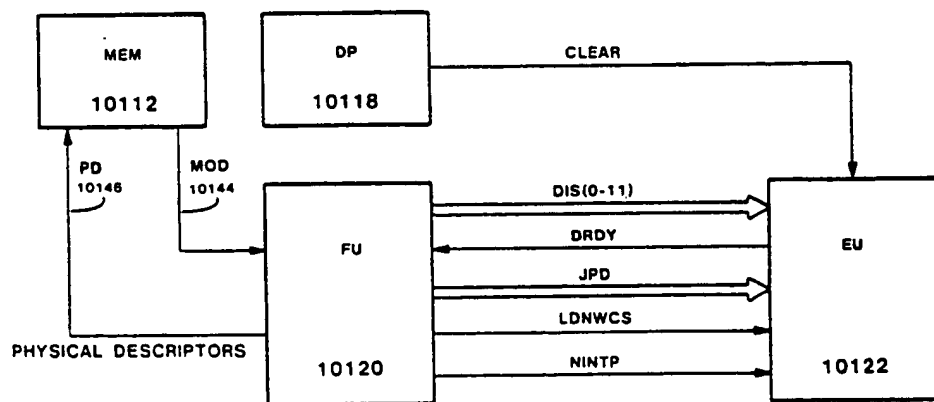 MEM
10112
DP
10118
CLEAR
PD
10146
MOD
10144
DIS(0-11)
DRDY
FU
EU
JPD
LDNWCS
NINTP
PHYSICAL DESCRIPTORS
10120
10122